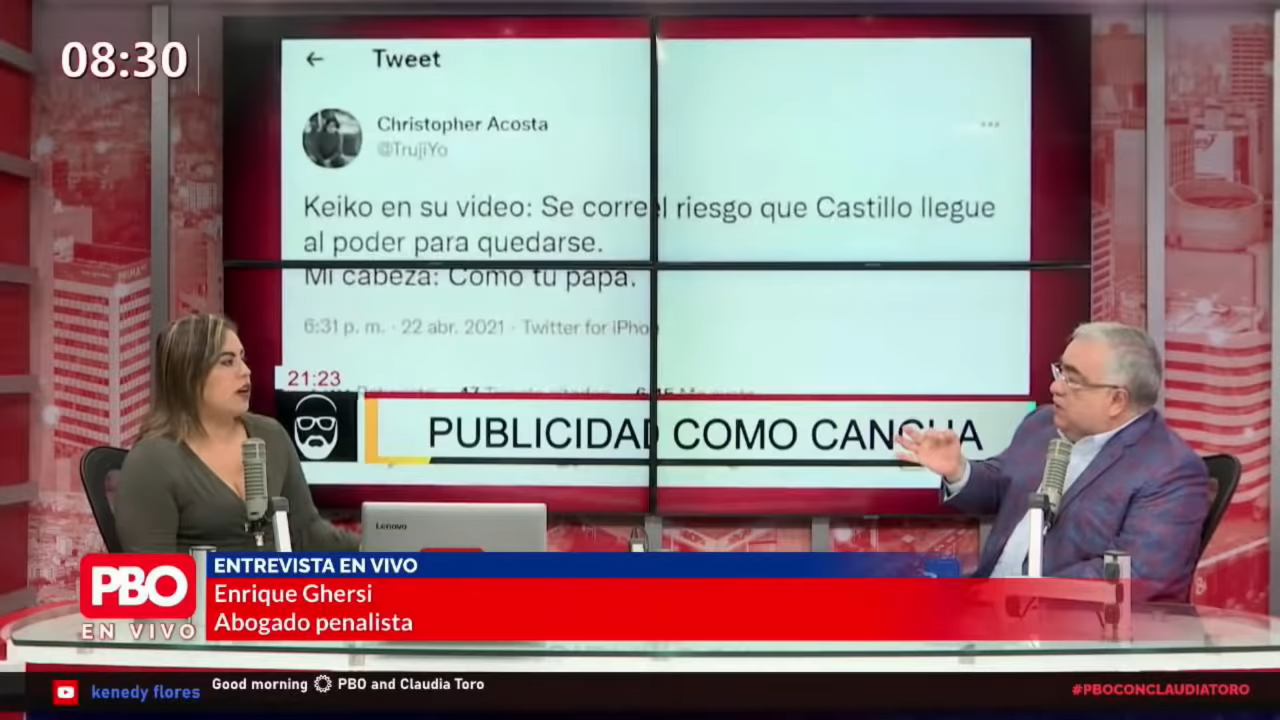 08:30
← Tweet
Christopher Acosta
@TrujiYo
Keiko en su video: Se corre el riesgo que Castillo llegue
al poder para quedarse.
Mi cabeza: Como tu papá.
6:31 p. m. · 22 abr. 2021 · Twitter for iPho
21:23
PUBLICIDAD COMO CANCHA
Lenovo
PBO
EN VIVO
ENTREVISTA EN VIVO
Enrique Ghersi
Abogado penalista
kenedy flores
Good morning PBO and Claudia Toro
#PBOCONCLAUDIATORO